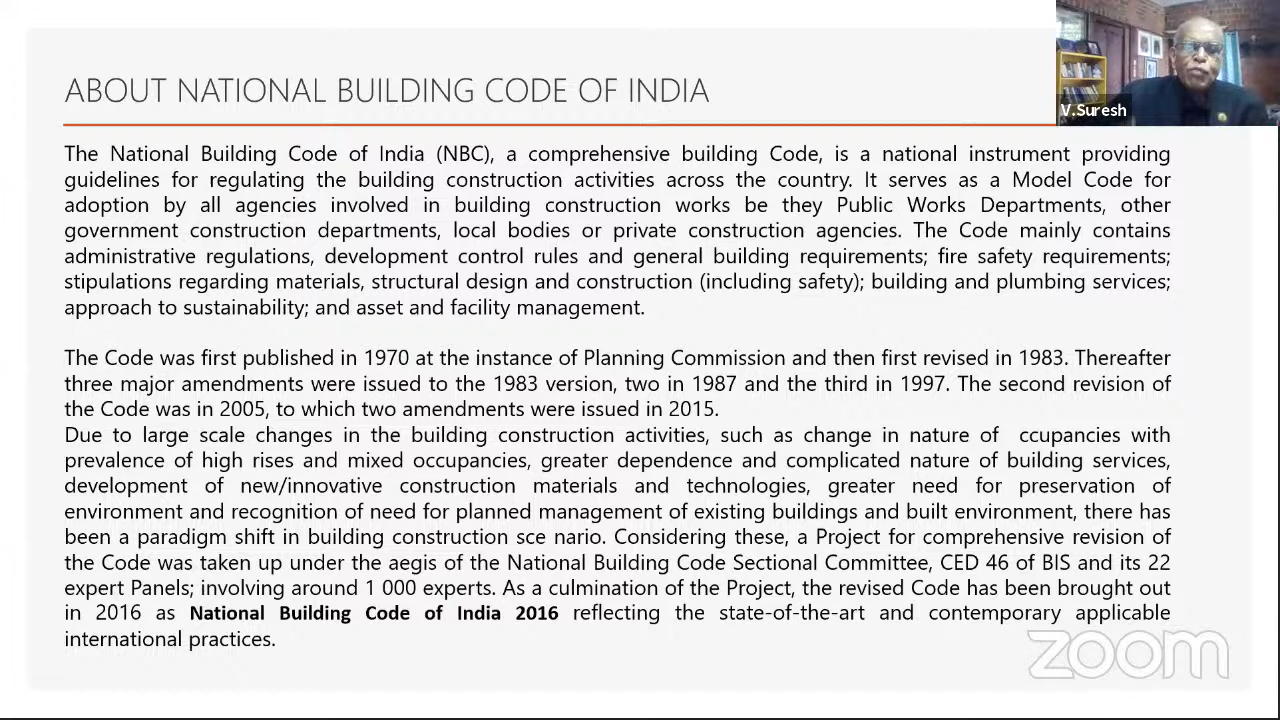 ABOUT NATIONAL BUILDING CODE OF INDIA
V.Suresh
The National Building Code of India (NBC), a comprehensive building Code, is a national instrument providing
guidelines for regulating the building construction activities across the country. It serves as a Model Code for
adoption by all agencies involved in building construction works be they Public Works Departments, other
government construction departments, local bodies or private construction agencies. The Code mainly contains
administrative regulations, development control rules and general building requirements; fire safety requirements;
stipulations regarding materials, structural design and construction (including safety); building and plumbing services;
approach to sustainability; and asset and facility management.
The Code was first published in 1970 at the instance of Planning Commission and then first revised in 1983. Thereafter
three major amendments were issued to the 1983 version, two in 1987 and the third in 1997. The second revision of
the Code was in 2005, to which two amendments were issued in 2015.
Due to large scale changes in the building construction activities, such as change in nature of ccupancies with
prevalence of high rises and mixed occupancies, greater dependence and complicated nature of building services,
development of new/innovative construction materials and technologies, greater need for preservation of
environment and recognition of need for planned management of existing buildings and built environment, there has
been a paradigm shift in building construction sce nario. Considering these, a Project for comprehensive revision of
the Code was taken up under the aegis of the National Building Code Sectional Committee, CED 46 of BIS and its 22
expert Panels; involving around 1 000 experts. As a culmination of the Project, the revised Code has been brought out
in 2016 as National Building Code of India 2016 reflecting the state-of-the-art and contemporary applicable
international practices.
zoom